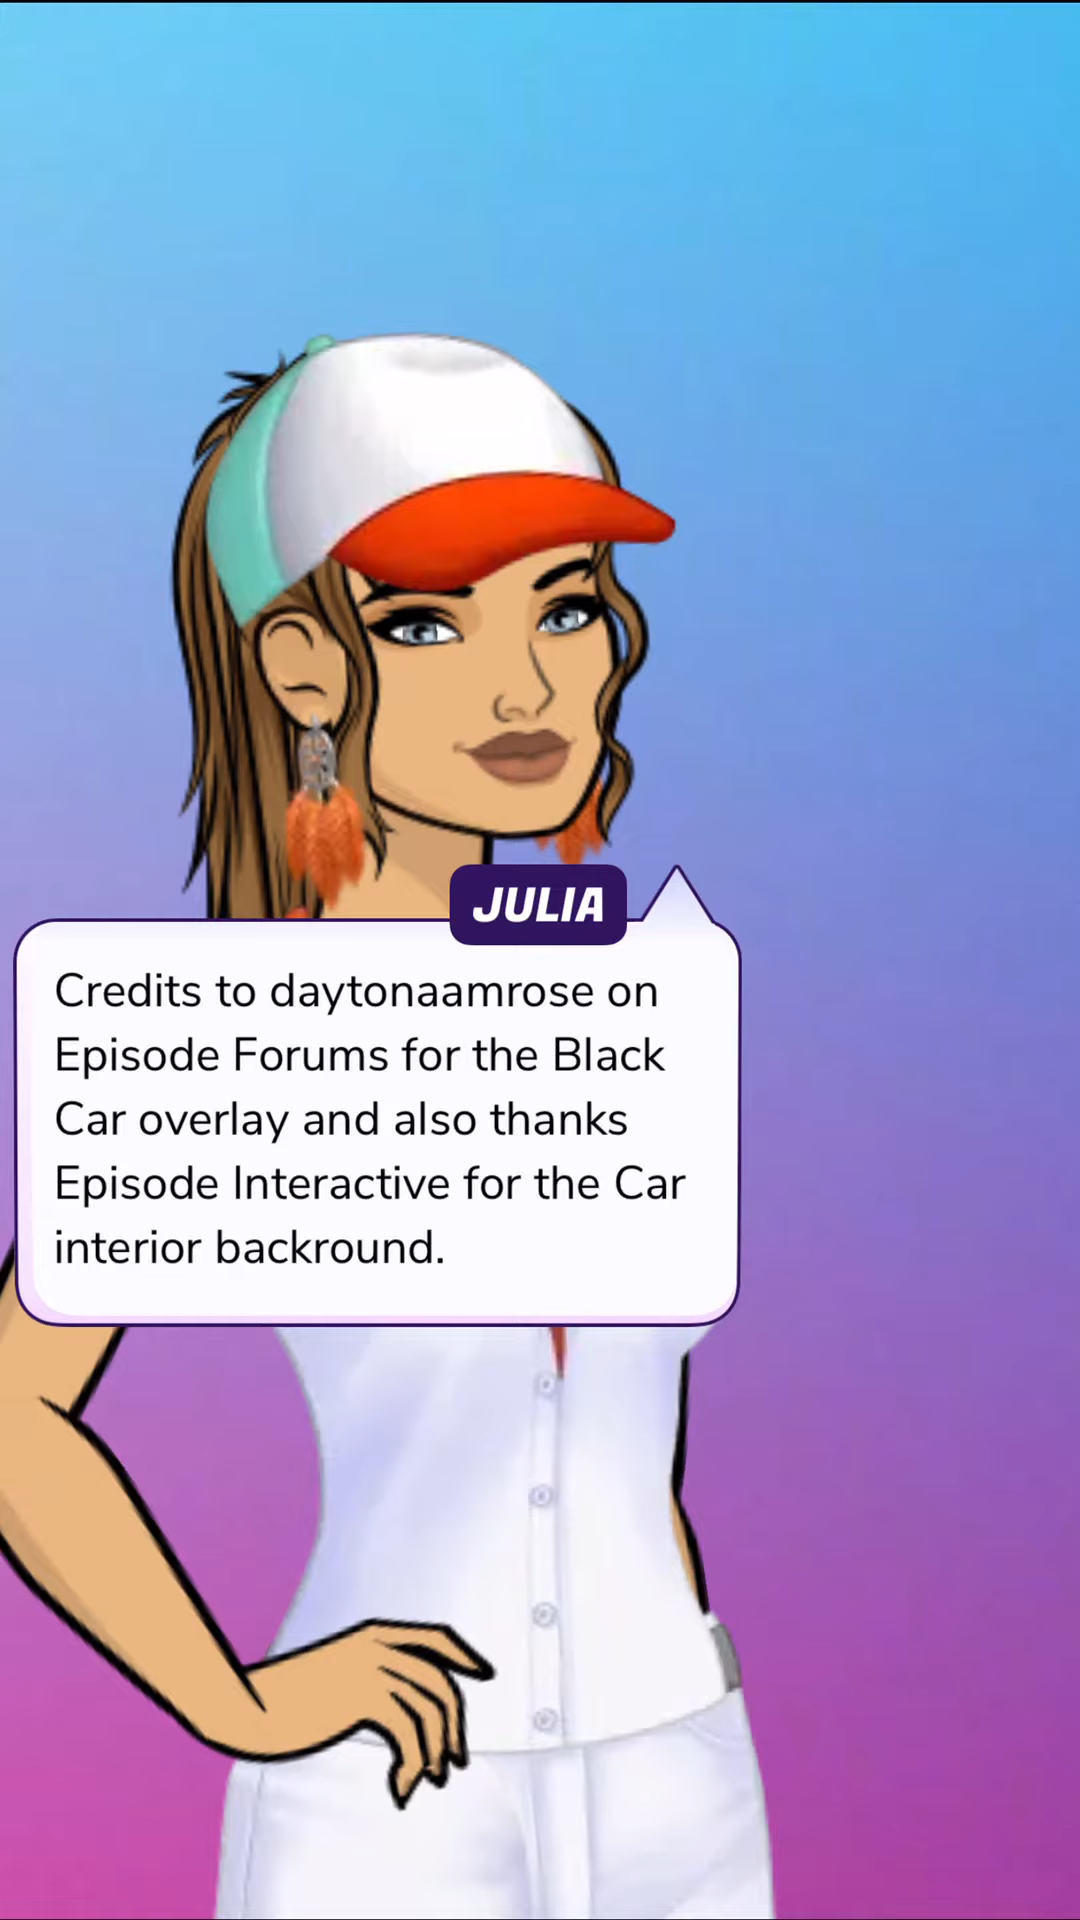 JULIA
Credits to daytonaamrose on
Episode Forums for the Black
Car overlay and also thanks
Episode Interactive for the Car
interior backround.